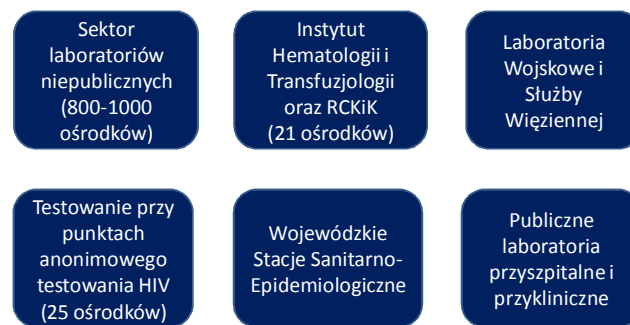 Sektor
laboratoriów
niepublicznych
(800-1000
ośrodków)
Instytut
Hematologii i
Transfuzjologii
oraz RCKiK
(21 ośrodków)
Laboratoria
Wojskowe i
Służby
Więziennej
Testowanie przy
punktach
anonimowego
testowania HIV
(25 ośrodków)
Wojewódzkie
Stacje Sanitarno-
Epidemiologiczne
Publiczne
laboratoria
przyszpitalne i
przykliniczne